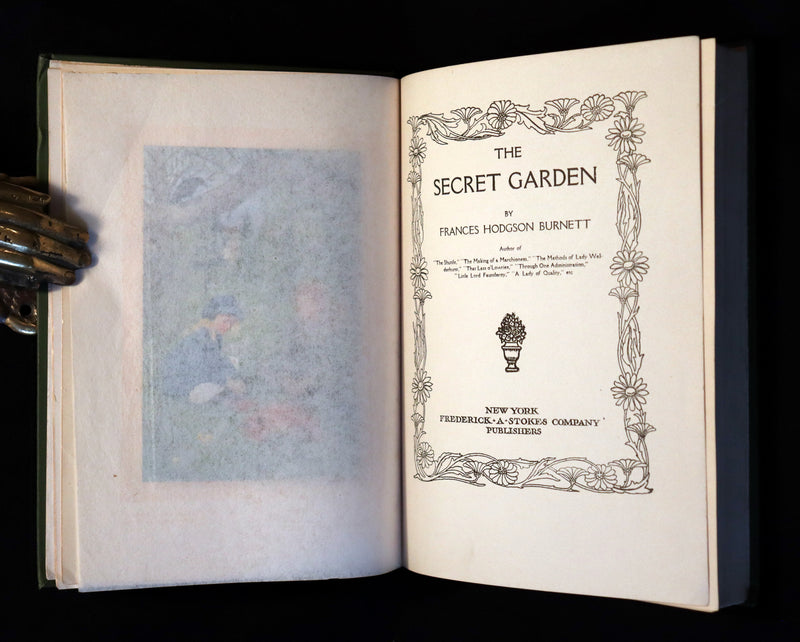 THE
SECRET GARDEN
BY
FRANCES HODGSON BURNETT
Author of
"The Shuttle," "The Making of a Marchioness," "The Methods of Lady Wal-
derhurst," "That Lass o' Lowries," "Through One Administration,"
"Little Lord Fauntleroy," "A Lady of Quality," etc
NEW YORK
FREDERICK·A·STOKES COMPANY
PUBLISHERS